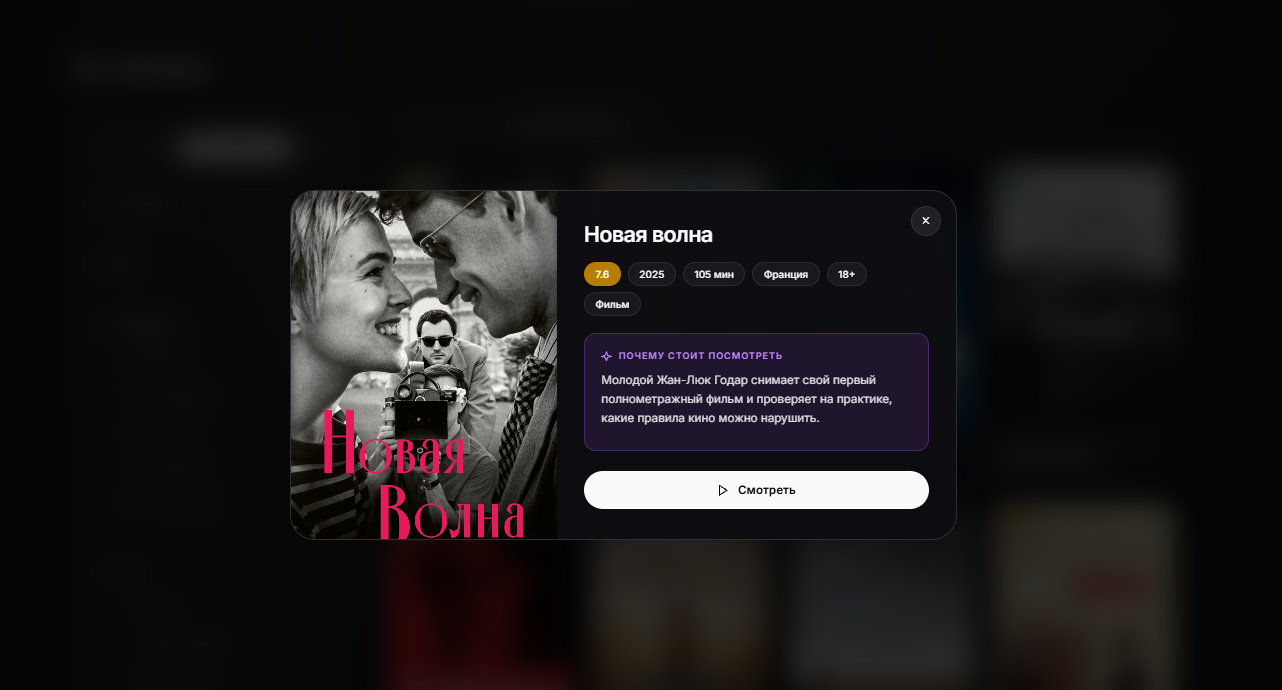 Новая волна
7.6
2025
105 мин
Франция
18+
Фильм
ПОЧЕМУ СТОИТ ПОСМОТРЕТЬ
Молодой Жан-Люк Годар снимает свой первый
полнометражный фильм и проверяет на практике,
какие правила кино можно нарушить.
Смотреть
Новая
Волна